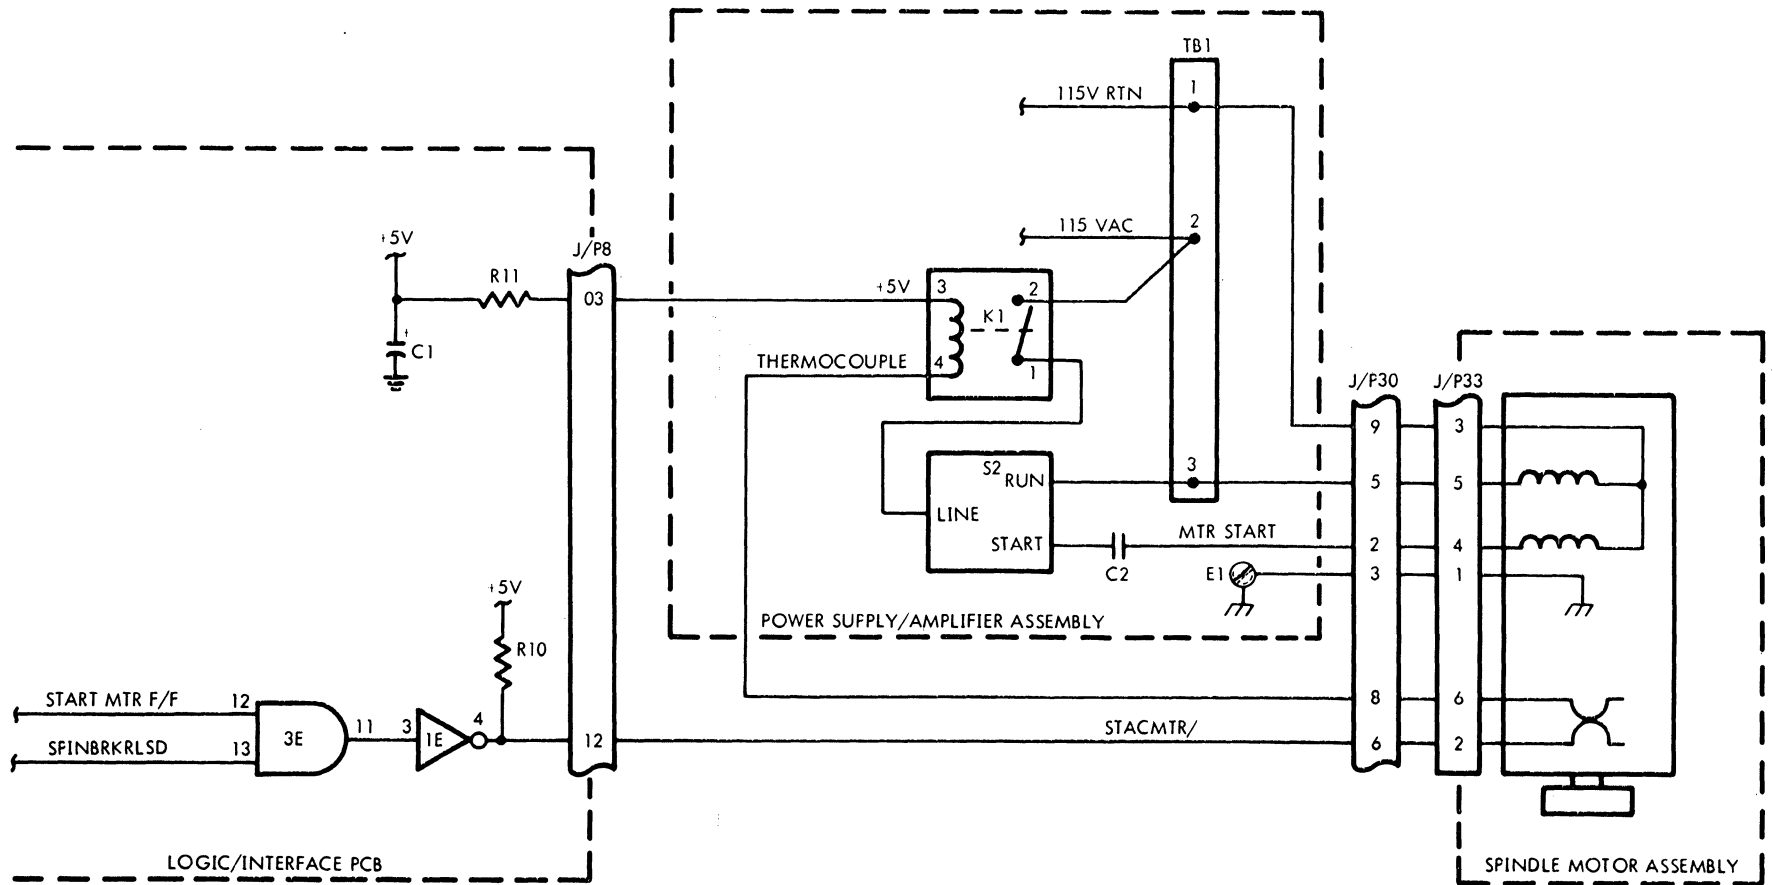 TB1
1
115V RTN
115 VAC
2
+5V
J/P8
R11
03
+5V
3
2
K1
C1
+
THERMOCOUPLE
4
1
J/P30
J/P33
9
3
S2
RUN
3
5
5
LINE
START
MTR START
2
4
C2
E1
3
1
+5V
POWER SUPPLY/AMPLIFIER ASSEMBLY
R10
START MTR F/F
12
8
6
3E
11
3
1E
4
12
STACMTR/
6
2
SPINBRKRLSD
13
LOGIC/INTERFACE PCB
SPINDLE MOTOR ASSEMBLY